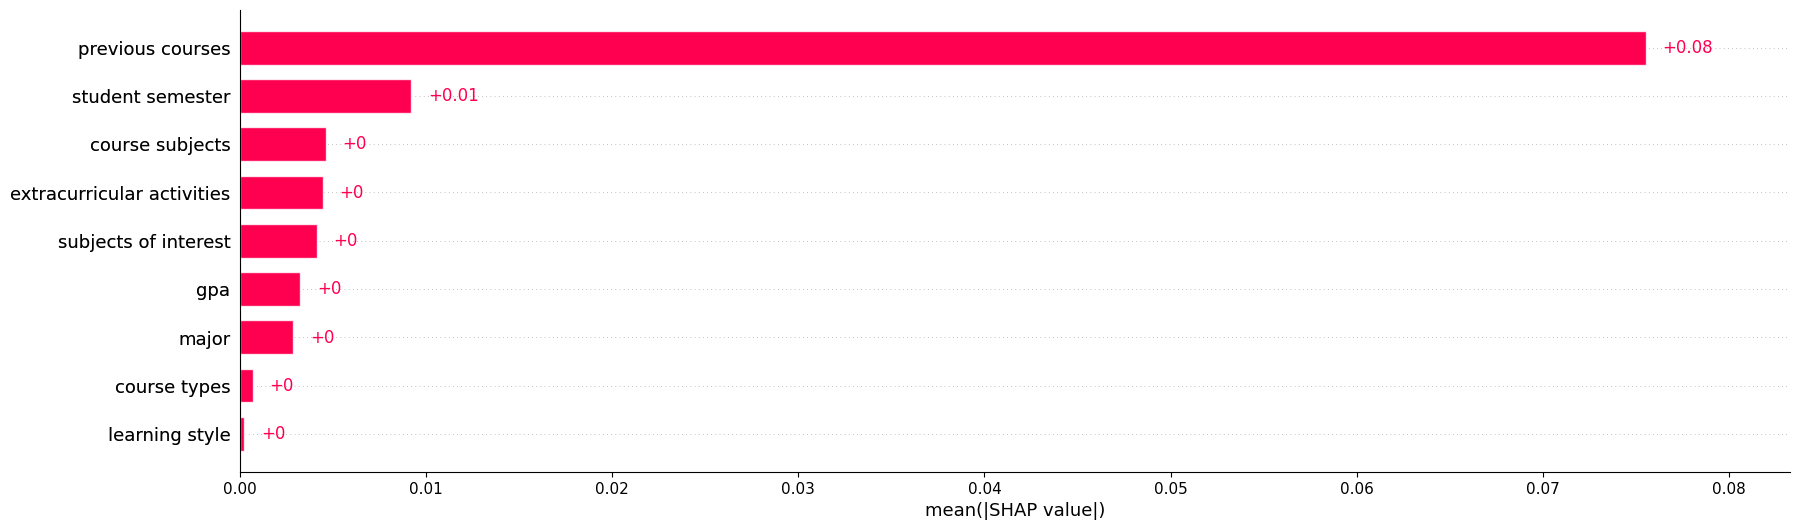 previous courses +0.08
student semester +0.01
course subjects +0
extracurricular activities +0
subjects of interest +0
gpa +0
major +0
course types +0
learning style +0
0.00 0.01 0.02 0.03 0.04 0.05 0.06 0.07 0.08
mean(|SHAP value|)